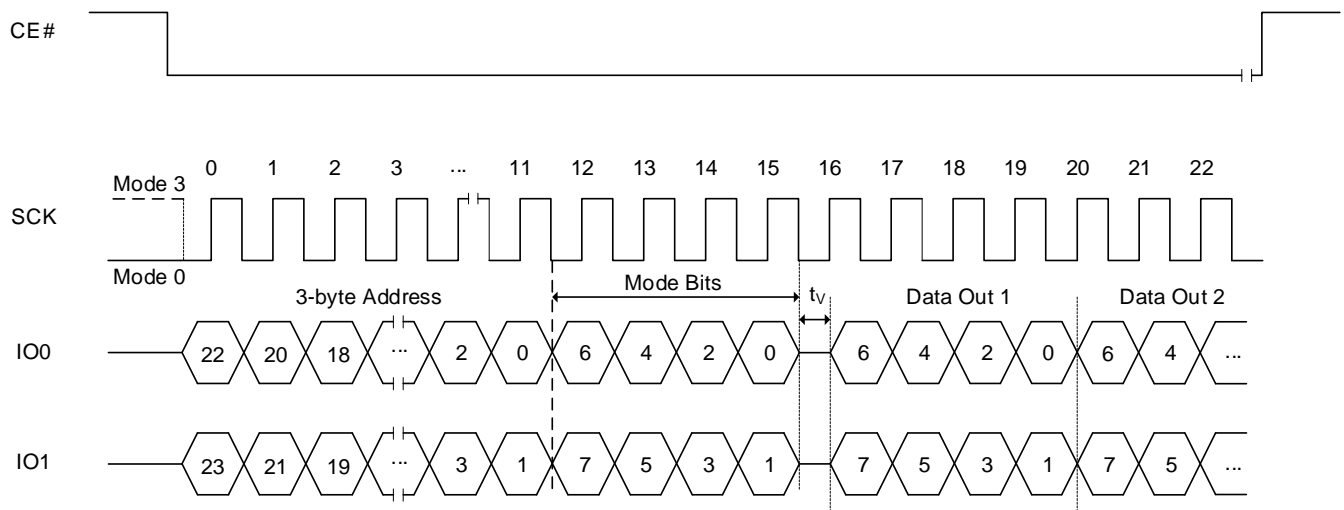 CE#
0 1 2 3 ... 11 12 13 14 15 16 17 18 19 20 21 22
Mode 3
SCK
Mode 0
3-byte Address Mode Bits tV Data Out 1 Data Out 2
IO0 22 20 18 ... 2 0 6 4 2 0 6 4 2 0 6 4 ...
IO1 23 21 19 ... 3 1 7 5 3 1 7 5 3 1 7 5 ...